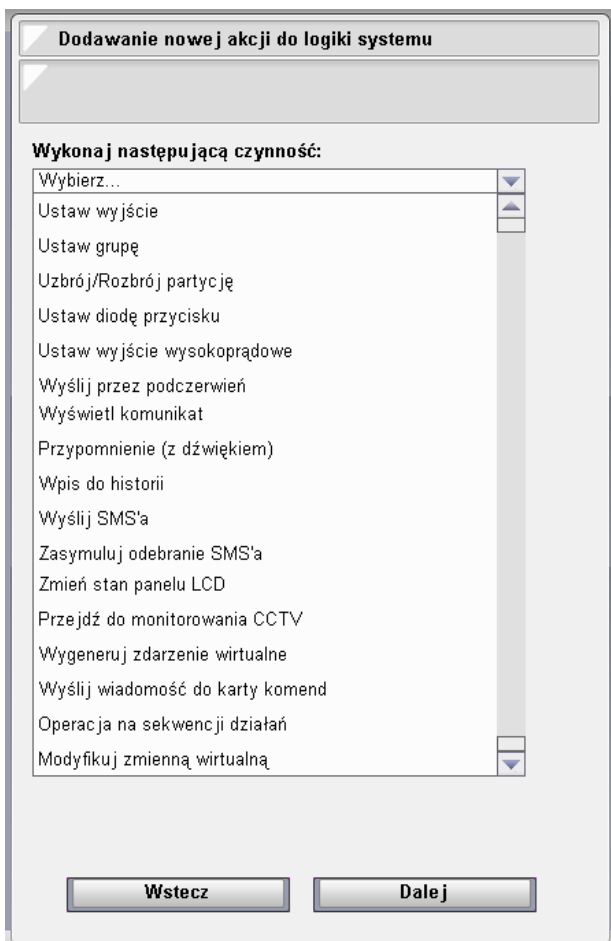 Dodawanie nowej akcji do logiki systemu
Wykonaj następującą czynność:
Wybierz...
Ustaw wyjście
Ustaw grupę
Uzbrój/Rozbrój partycję
Ustaw diodę przycisku
Ustaw wyjście wysokoprądowe
Wyślij przez podczerwień
Wyświetl komunikat
Przypomnienie (z dźwiękiem)
Wpis do historii
Wyślij SMS'a
Zasymuluj odebranie SMS'a
Zmień stan panelu LCD
Przejdź do monitorowania CCTV
Wygeneruj zdarzenie wirtualne
Wyślij wiadomość do karty komend
Operacja na sekwencji działań
Modyfikuj zmienną wirtualną
Wstecz
Dalej